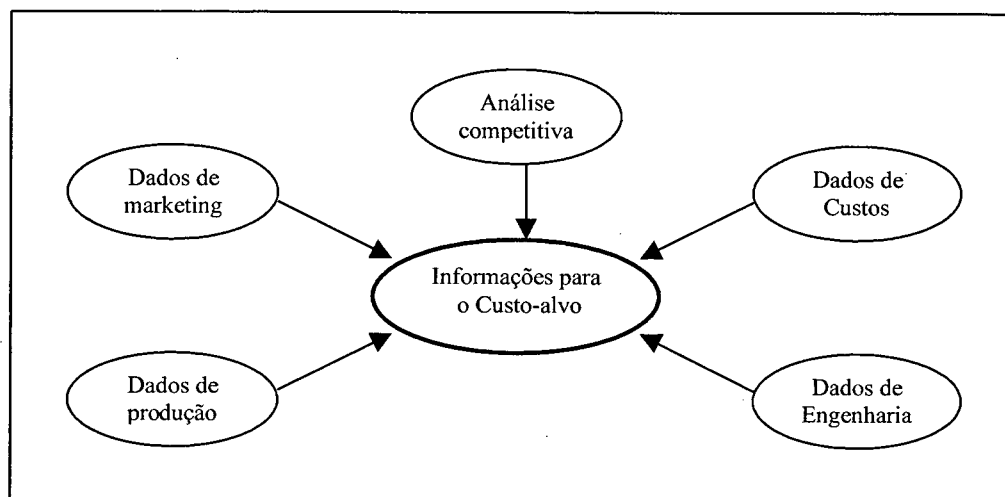 Análise
competitiva
Dados de
marketing
Dados de
Custos
Informações para
o Custo-alvo
Dados de
produção
Dados de
Engenharia